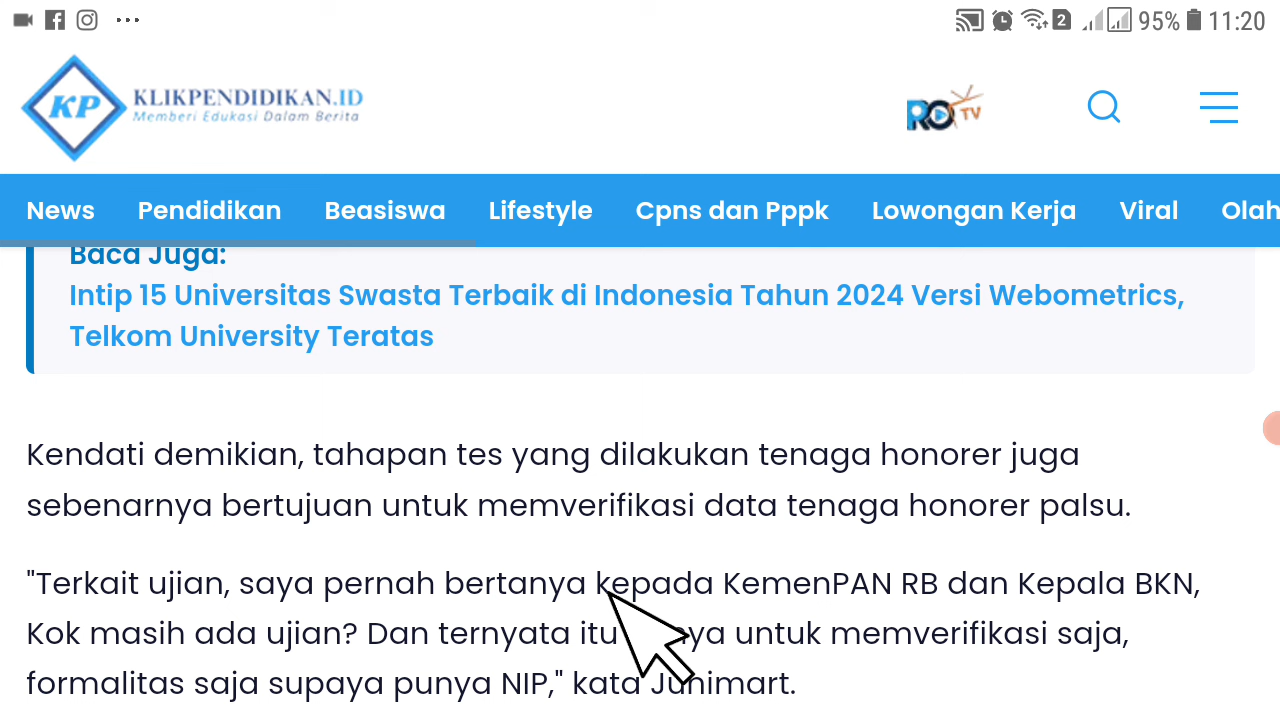 95% 11:20
KP KLIKPENDIDIKAN.ID
Memberi Edukasi Dalam Berita
RO TV
News Pendidikan Beasiswa Lifestyle Cpns dan Pppk Lowongan Kerja Viral Olah
Baca Juga:
Intip 15 Universitas Swasta Terbaik di Indonesia Tahun 2024 Versi Webometrics,
Telkom University Teratas
Kendati demikian, tahapan tes yang dilakukan tenaga honorer juga
sebenarnya bertujuan untuk memverifikasi data tenaga honorer palsu.
"Terkait ujian, saya pernah bertanya kepada KemenPAN RB dan Kepala BKN,
Kok masih ada ujian? Dan ternyata itu untuk memverifikasi saja,
formalitas saja supaya punya NIP," kata Junimart.